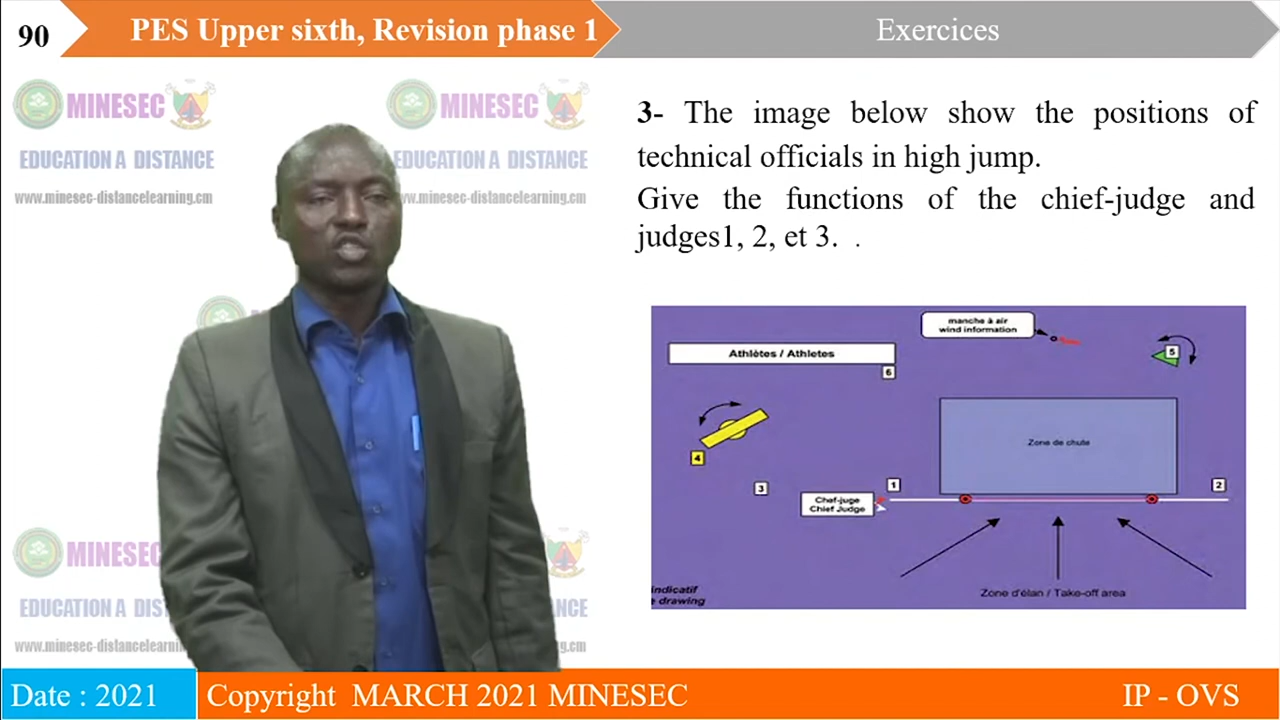 90
PES Upper sixth, Revision phase 1
Exercices
MINESEC
EDUCATION A DISTANCE
www.minesec-distancelearning.cm
MINESEC
EDUCATION A DISTANCE
www.minesec-distancelearning.cm
3- The image below show the positions of
technical officials in high jump.
Give the functions of the chief-judge and
judges1, 2, et 3. .
manche à air
wind information
Athlètes / Athletes
5
6
Zone de chute
4
3
1
2
Chef-juge
Chief Judge
Zone d'élan / Take-off area
indicatif
drawing
MINESEC
EDUCATION A DIS
www.minesec-distancelearnin
NCE
.cm
Date : 2021
Copyright MARCH 2021 MINESEC
IP - OVS